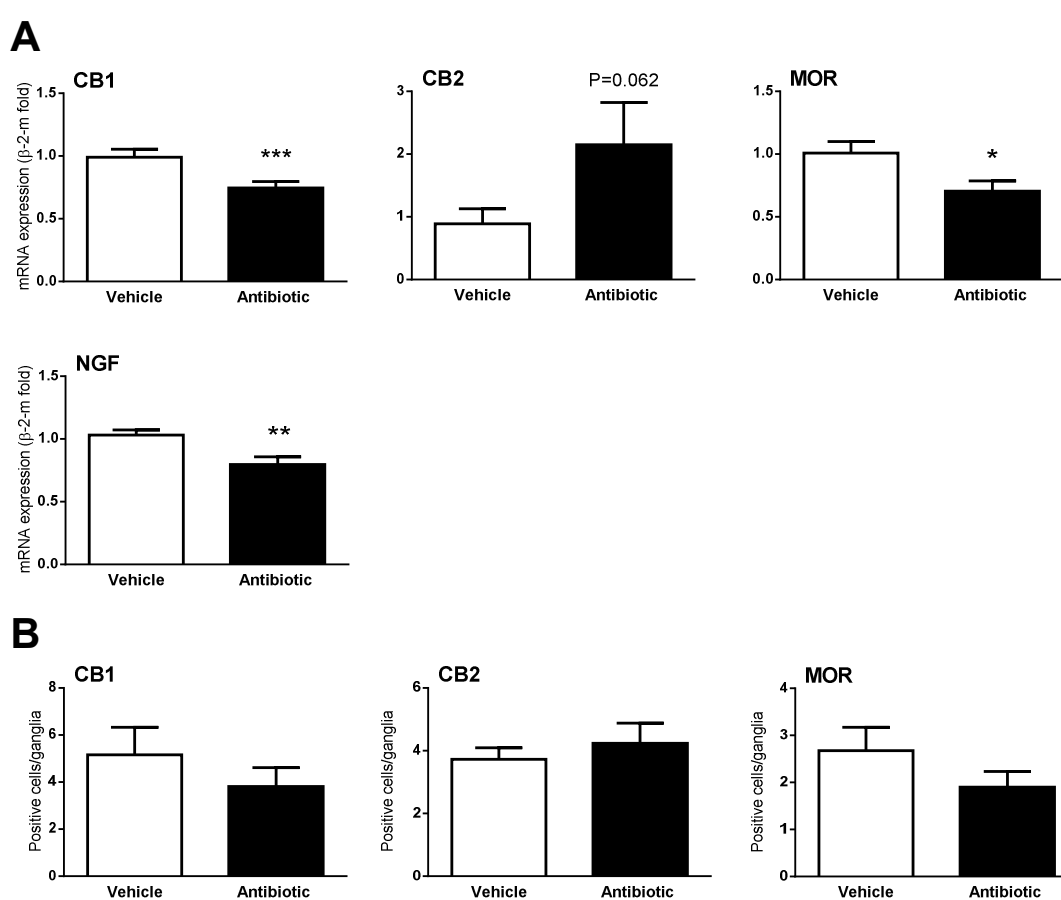 A
CB1
mRNA expression (β-2-m fold)
1.5
1.0
0.5
0.0
***
Vehicle
Antibiotic
CB2
P=0.062
3
2
1
0
Vehicle
Antibiotic
MOR
1.5
1.0
0.5
0.0
*
Vehicle
Antibiotic
NGF
mRNA expression (β-2-m fold)
1.5
1.0
0.5
0.0
**
Vehicle
Antibiotic
B
CB1
Positive cells/ganglia
8
6
4
2
0
Vehicle
Antibiotic
CB2
Positive cells/ganglia
6
4
2
0
Vehicle
Antibiotic
MOR
Positive cells/ganglia
4
3
2
1
0
Vehicle
Antibiotic